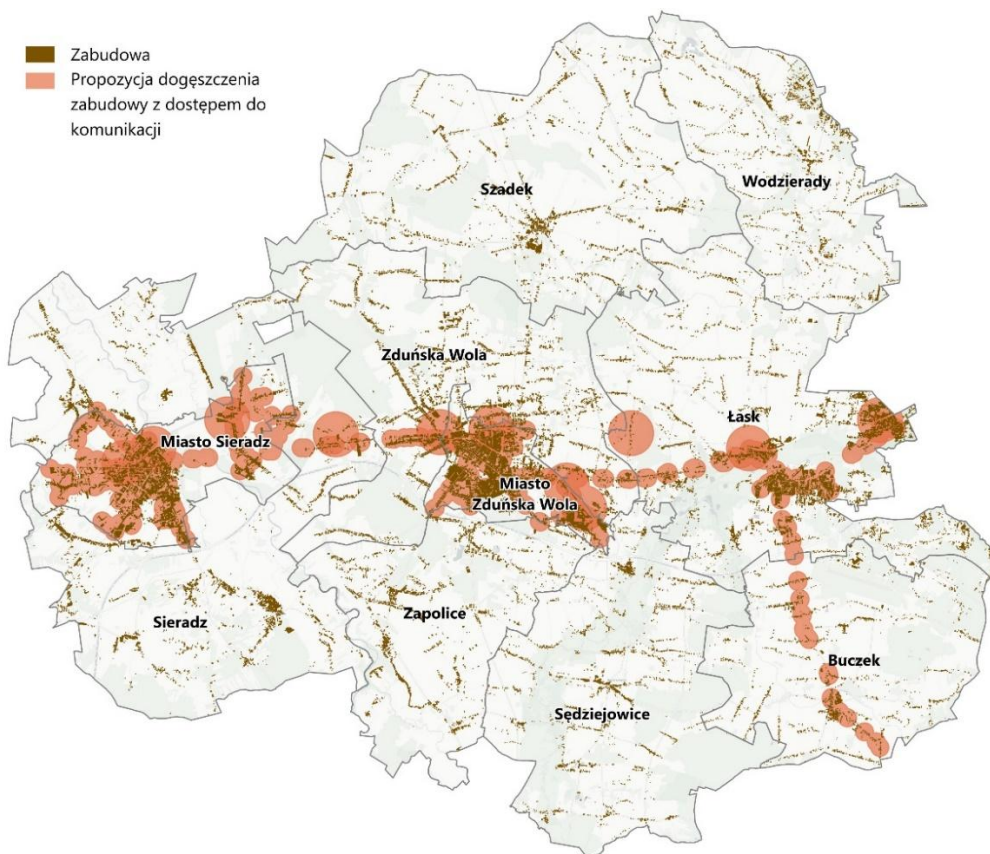 Zabudowa
Propozycja dogęszczenia
zabudowy z dostępem do
komunikacji
Szadek
Wodzierady
Zduńska Wola
Łask
Miasto Sieradz
Miasto
Zduńska Wola
Sieradz
Zapolice
Buczek
Sędziejowice